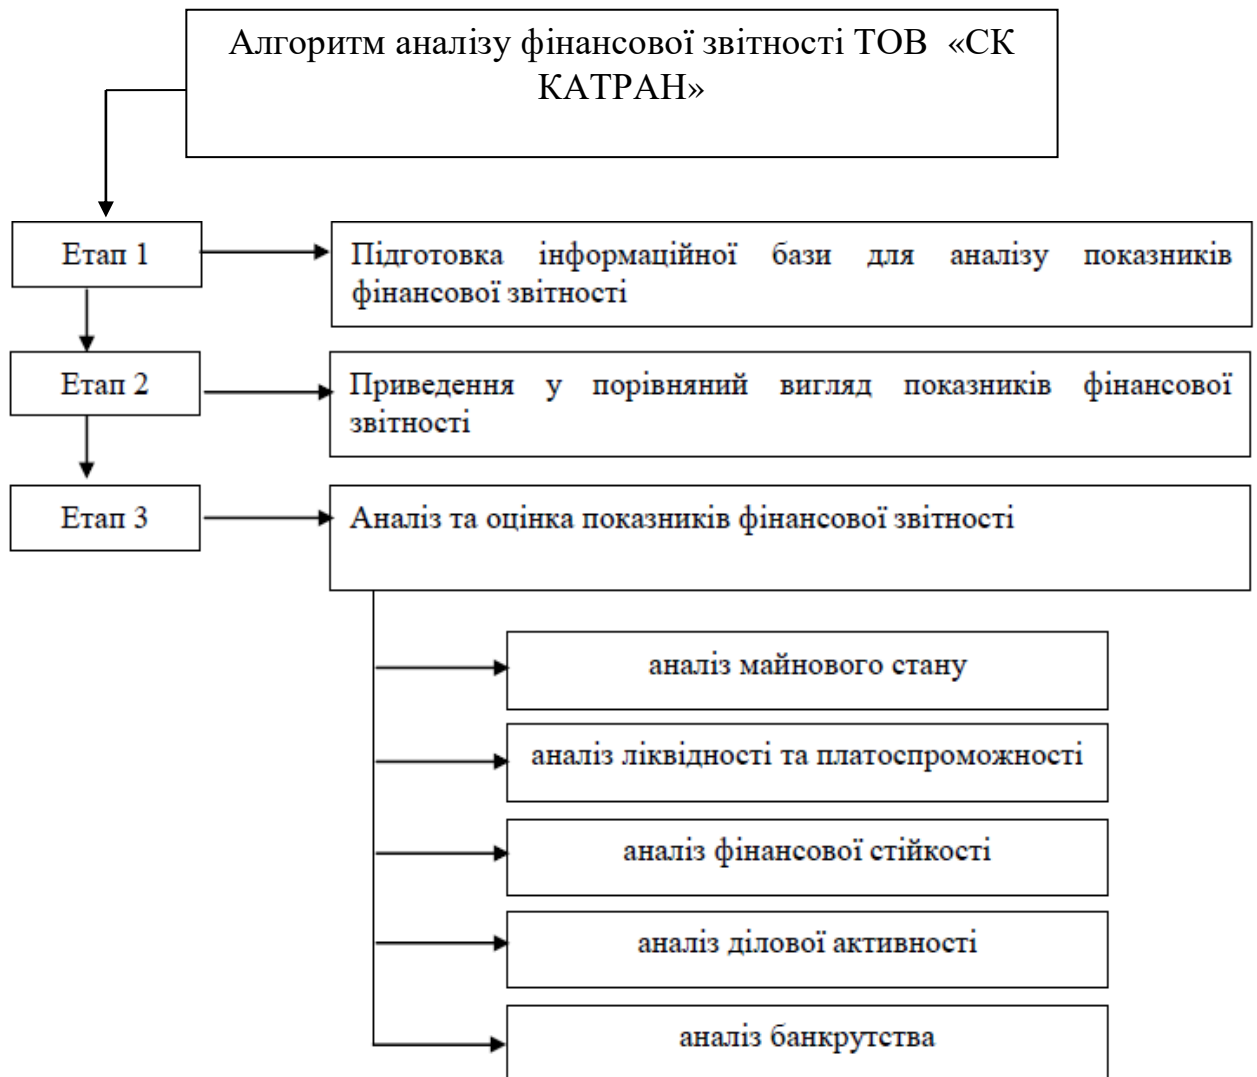 Алгоритм аналізу фінансової звітності ТОВ «СК
КАТРАН»
Етап 1
Підготовка інформаційної бази для аналізу показників
фінансової звітності
Етап 2
Приведення у порівняний вигляд показників фінансової
звітності
Етап 3
Аналіз та оцінка показників фінансової звітності
аналіз майнового стану
аналіз ліквідності та платоспроможності
аналіз фінансової стійкості
аналіз ділової активності
аналіз банкрутства